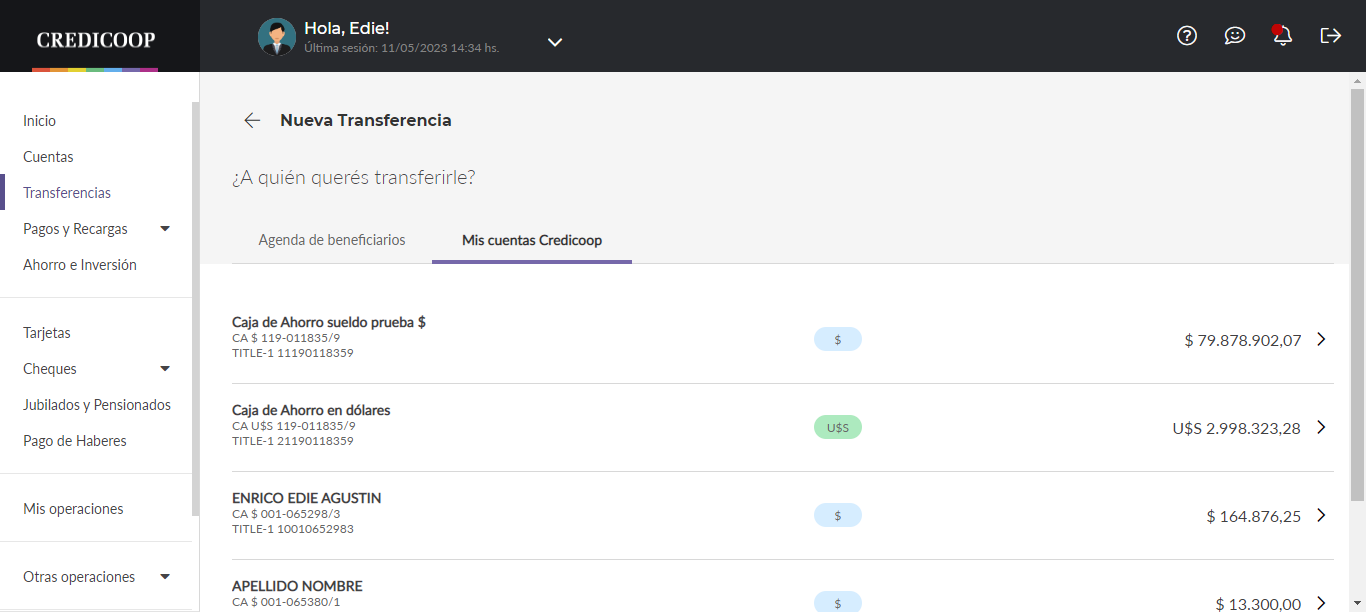 CREDICOOP
Hola, Edie!
Última sesión: 11/05/2023 14:34 hs.
Inicio
Cuentas
Transferencias
Pagos y Recargas
Ahorro e Inversión
Tarjetas
Cheques
Jubilados y Pensionados
Pago de Haberes
Mis operaciones
Otras operaciones
Nueva Transferencia
¿A quién querés transferirle?
Agenda de beneficiarios
Mis cuentas Credicoop
Caja de Ahorro sueldo prueba $
CA $ 119-011835/9
TITLE-1 11190118359
$
$ 79.878.902,07
Caja de Ahorro en dólares
CA U$S 119-011835/9
TITLE-1 21190118359
U$S
U$S 2.998.323,28
ENRICO EDIE AGUSTIN
CA $ 001-065298/3
TITLE-1 10010652983
$
$ 164.876,25
APELLIDO NOMBRE
CA $ 001-065380/1
$
$ 13.300,00